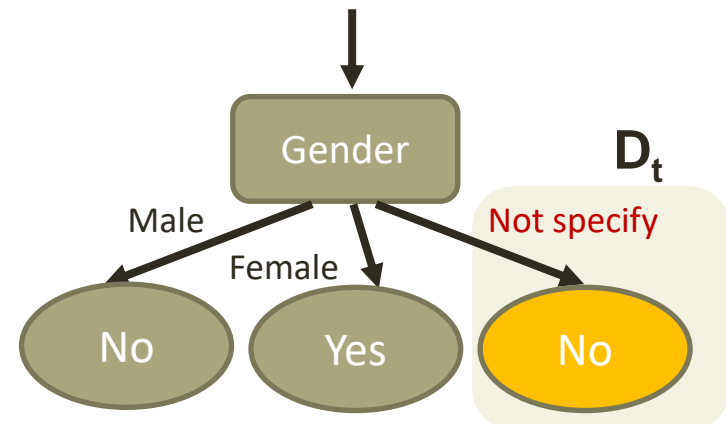 Gender
Dt
Male
Not specify
Female
No
Yes
No